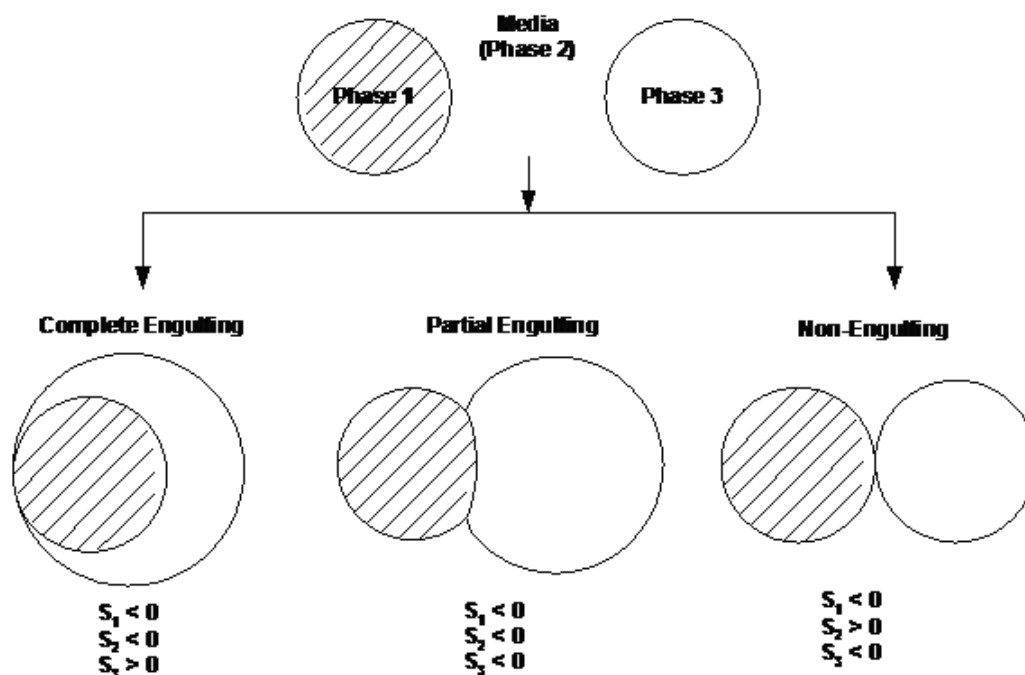 Media
(Phase 2)
Phase 1
Phase 3
Complete Engulfing
Partial Engulfing
Non-Engulfing
S₁ < 0
S₂ < 0
S₃ > 0
S₁ < 0
S₂ < 0
S₃ < 0
S₁ < 0
S₂ > 0
S₃ < 0